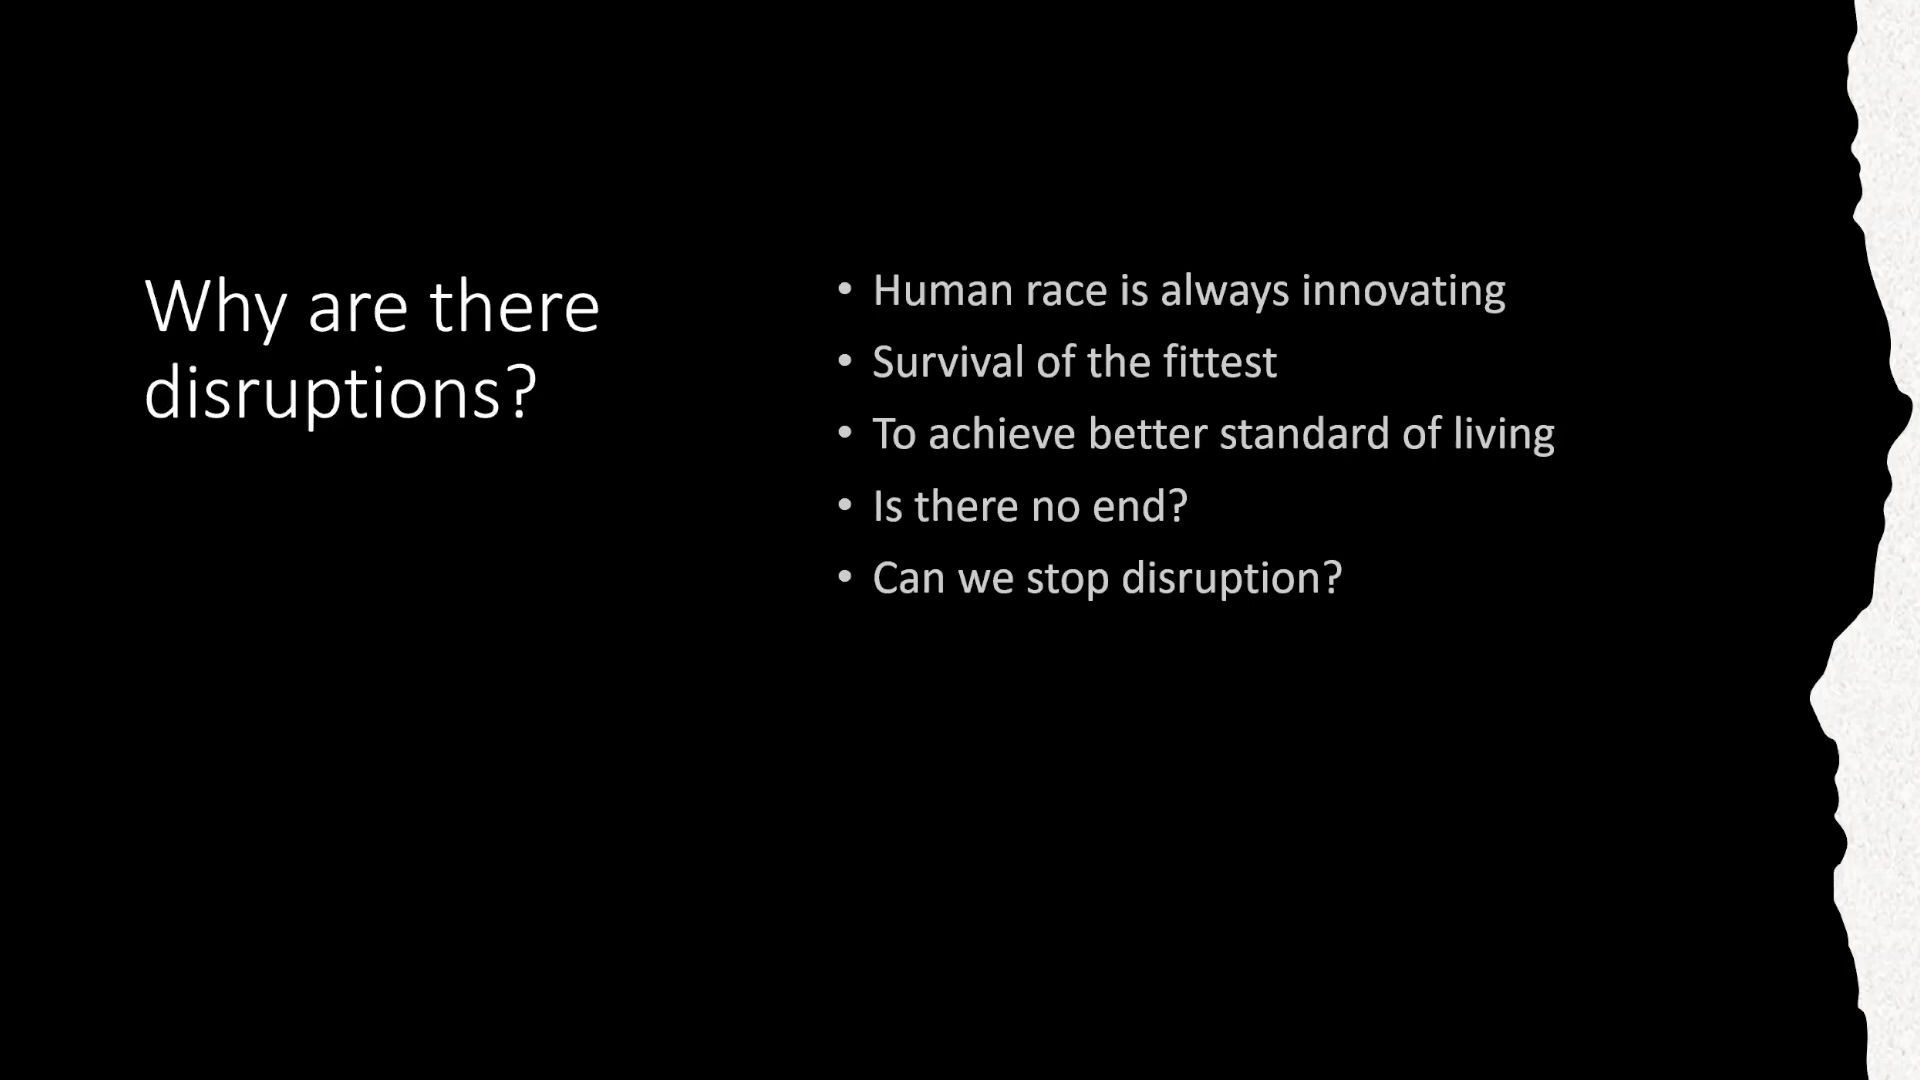 Why are there
disruptions?
• Human race is always innovating
• Survival of the fittest
• To achieve better standard of living
• Is there no end?
• Can we stop disruption?